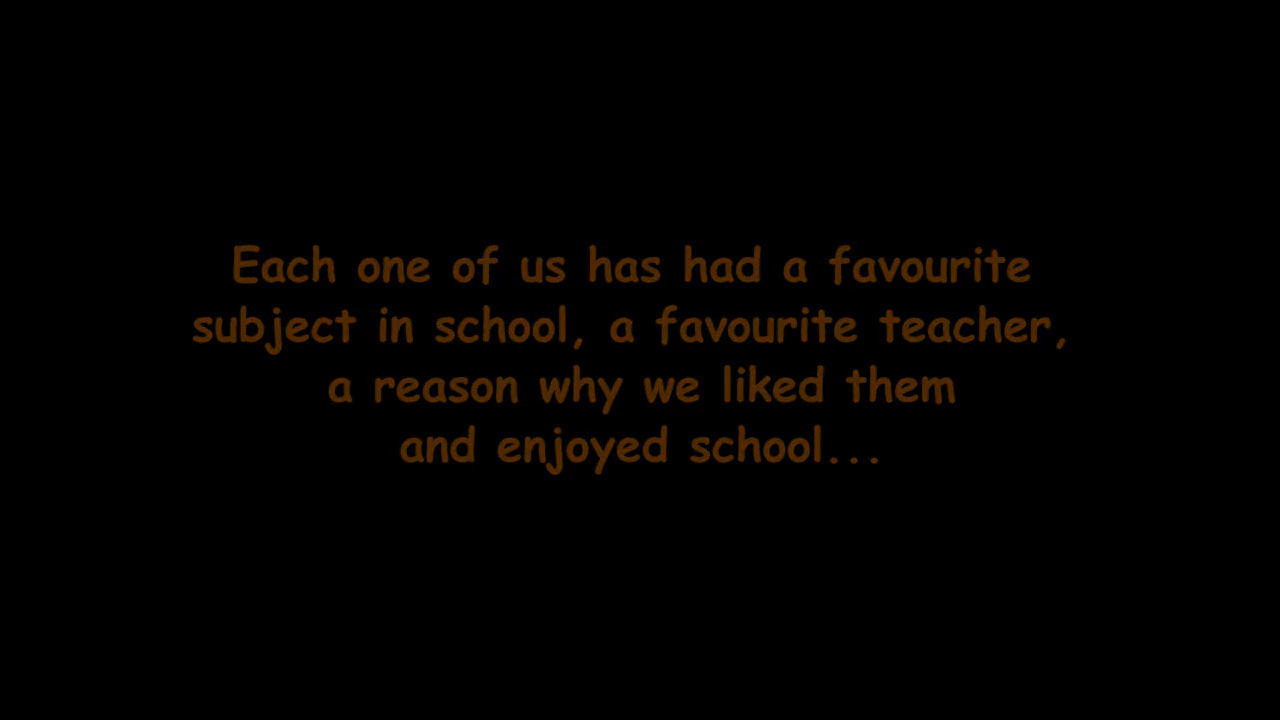 Each one of us has had a favourite
subject in school, a favourite teacher,
a reason why we liked them
and enjoyed school...